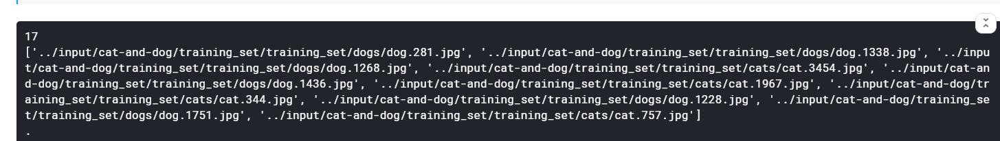 17
['../input/cat-and-dog/training_set/training_set/dogs/dog.281.jpg', '../input/cat-and-dog/training_set/training_set/dogs/dog.1338.jpg', '../inpu
t/cat-and-dog/training_set/training_set/dogs/dog.1268.jpg', '../input/cat-and-dog/training_set/training_set/cats/cat.3454.jpg', '../input/cat-an
d-dog/training_set/training_set/dogs/dog.1436.jpg', '../input/cat-and-dog/training_set/training_set/cats/cat.1967.jpg', '../input/cat-and-dog/tr
aining_set/training_set/cats/cat.344.jpg', '../input/cat-and-dog/training_set/training_set/dogs/dog.1228.jpg', '../input/cat-and-dog/training_se
t/training_set/dogs/dog.1751.jpg', '../input/cat-and-dog/training_set/training_set/cats/cat.757.jpg']
.